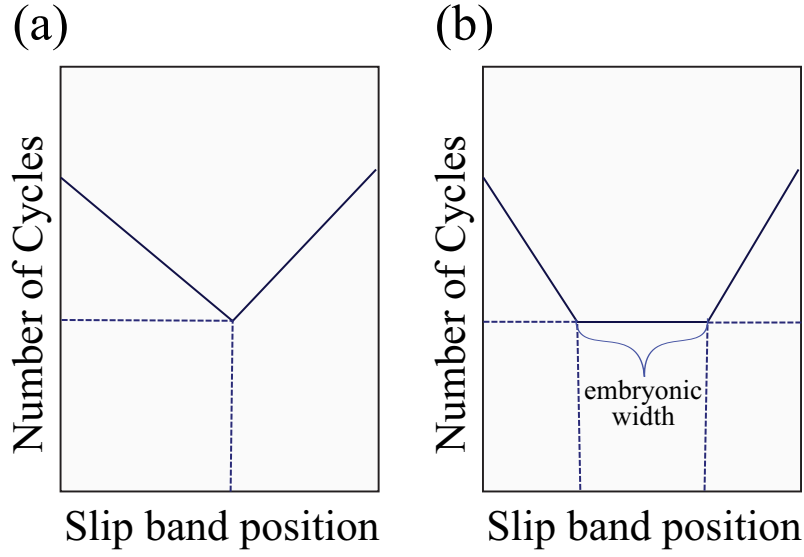 (a)
Number of Cycles
Slip band position
(b)
Number of Cycles
embryonic
width
Slip band position